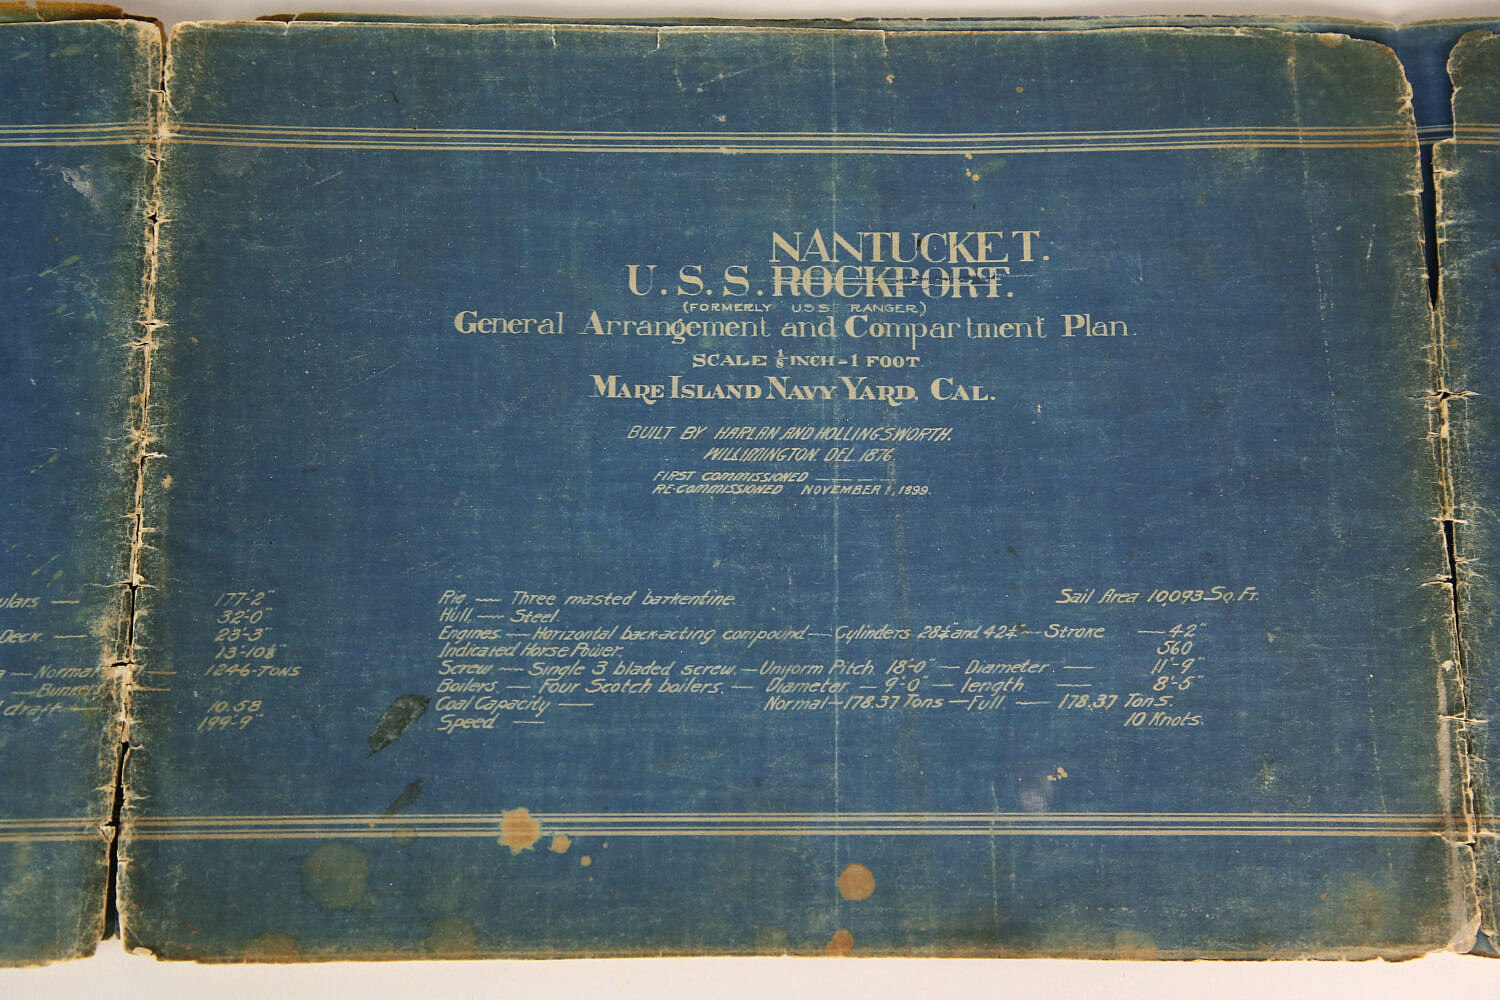 NANTUCKET.
U.S.S. ROCKPORT.
(FORMERLY U.S.S. RANGER)
General Arrangement and Compartment Plan.
SCALE 1/8 INCH = 1 FOOT.
MARE ISLAND NAVY YARD, CAL.
BUILT BY HARLAN AND HOLLINGSWORTH.
WILLIMINGTON. DEL. 1876.
FIRST COMMISSIONED — — —
RE-COMMISSIONED NOVEMBER 1, 1899.
ulars — 177'-2"
32'-0"
Deck. — 23'-3"
13'-10⅛"
Normal — 1246-TONS
— Bunkers —
draft — 10.58
199'-9"
Rig — Three masted barkentine. Sail Area 10,093 Sq. Ft.
Hull. — Steel
Engines — Horizontal back-acting compound — Cylinders 28¼" and 42¼" — Stroke — 42"
Indicated Horse Power. 560
Screw — Single 3 bladed screw. — Uniform Pitch 18'-0" — Diameter. — 11'-9"
Boilers. — Four Scotch boilers. — Diameter. — 9'-0" — length — 8'-5"
Coal Capacity — Normal — 178.37 Tons — Full. — 178.37 Tons.
Speed — 10 Knots.